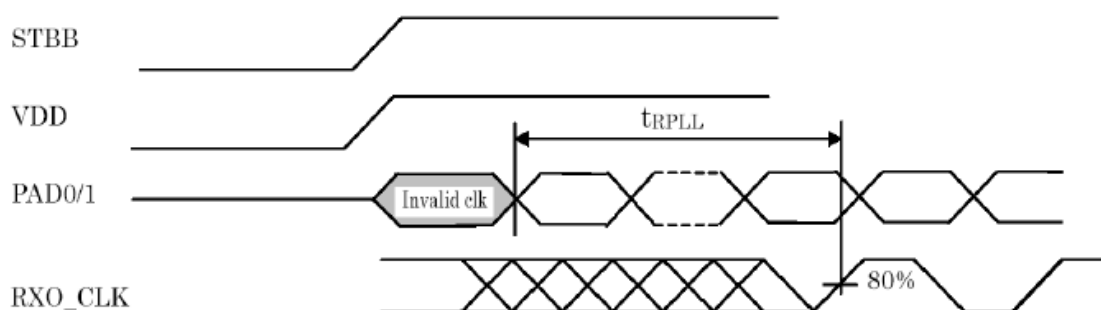 STBB
VDD
tRPLL
PAD0/1
Invalid clk
RXO_CLK
80%